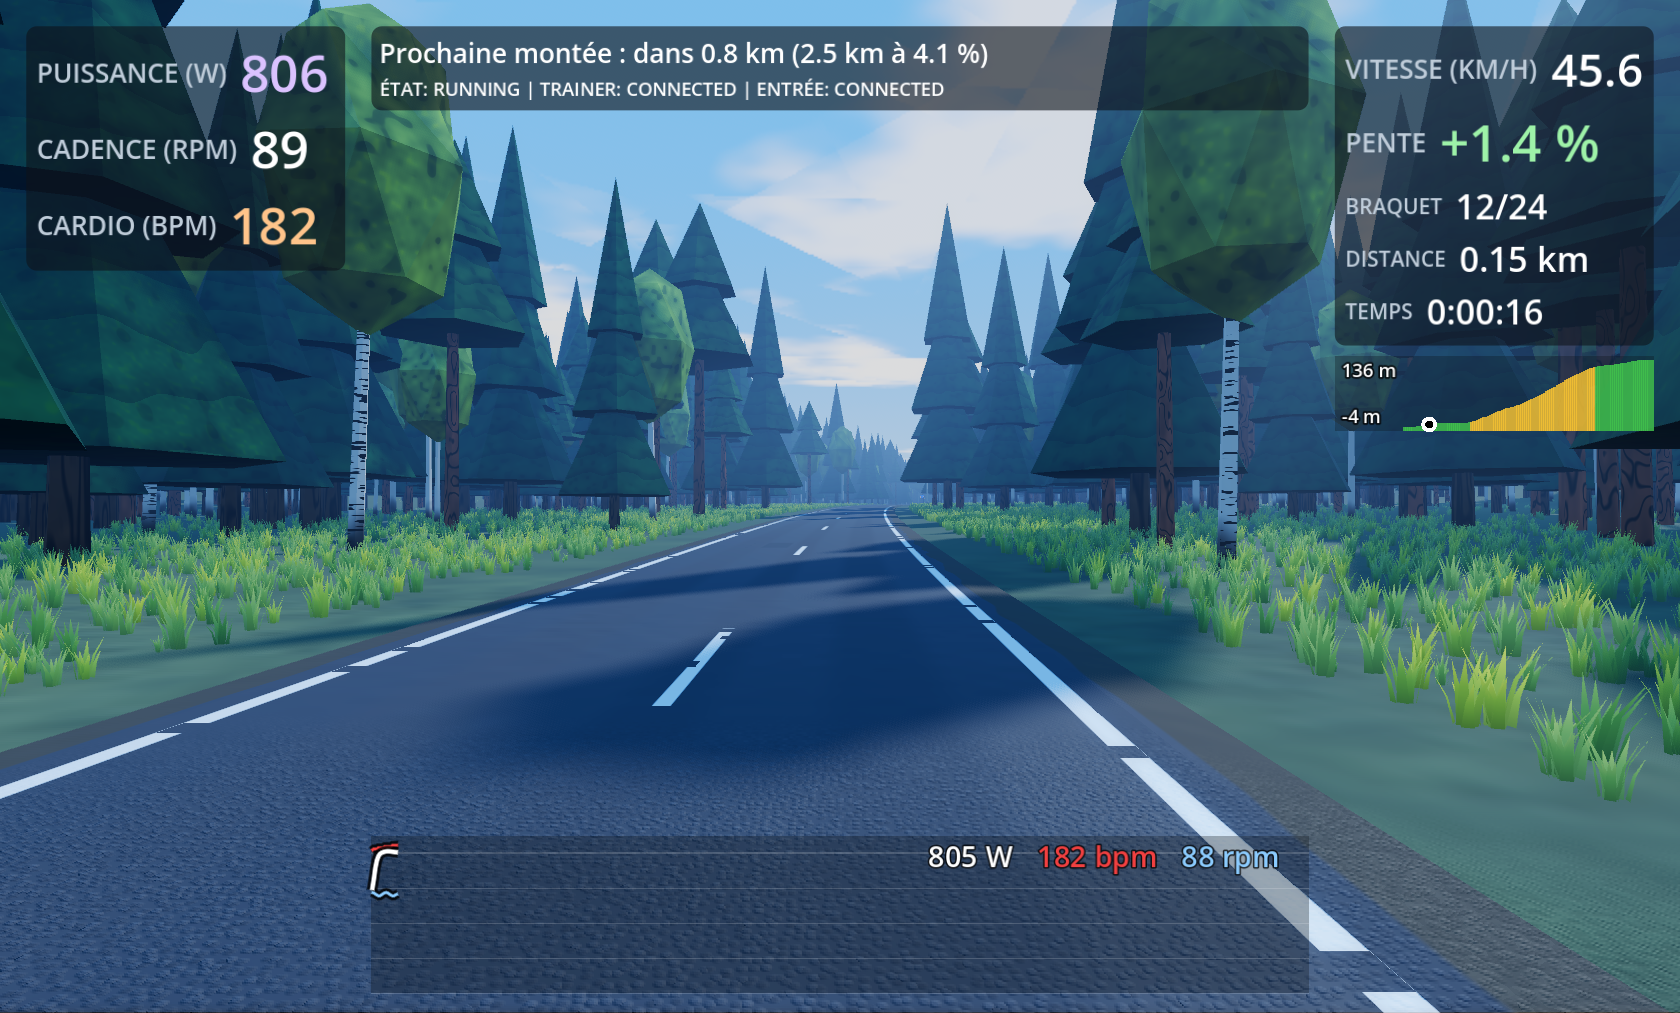 PUISSANCE (W) 806
CADENCE (RPM) 89
CARDIO (BPM) 182
Prochaine montée : dans 0.8 km (2.5 km à 4.1 %)
ÉTAT: RUNNING | TRAINER: CONNECTED | ENTRÉE: CONNECTED
VITESSE (KM/H) 45.6
PENTE +1.4 %
BRAQUET 12/24
DISTANCE 0.15 km
TEMPS 0:00:16
136 m
-4 m
805 W 182 bpm 88 rpm